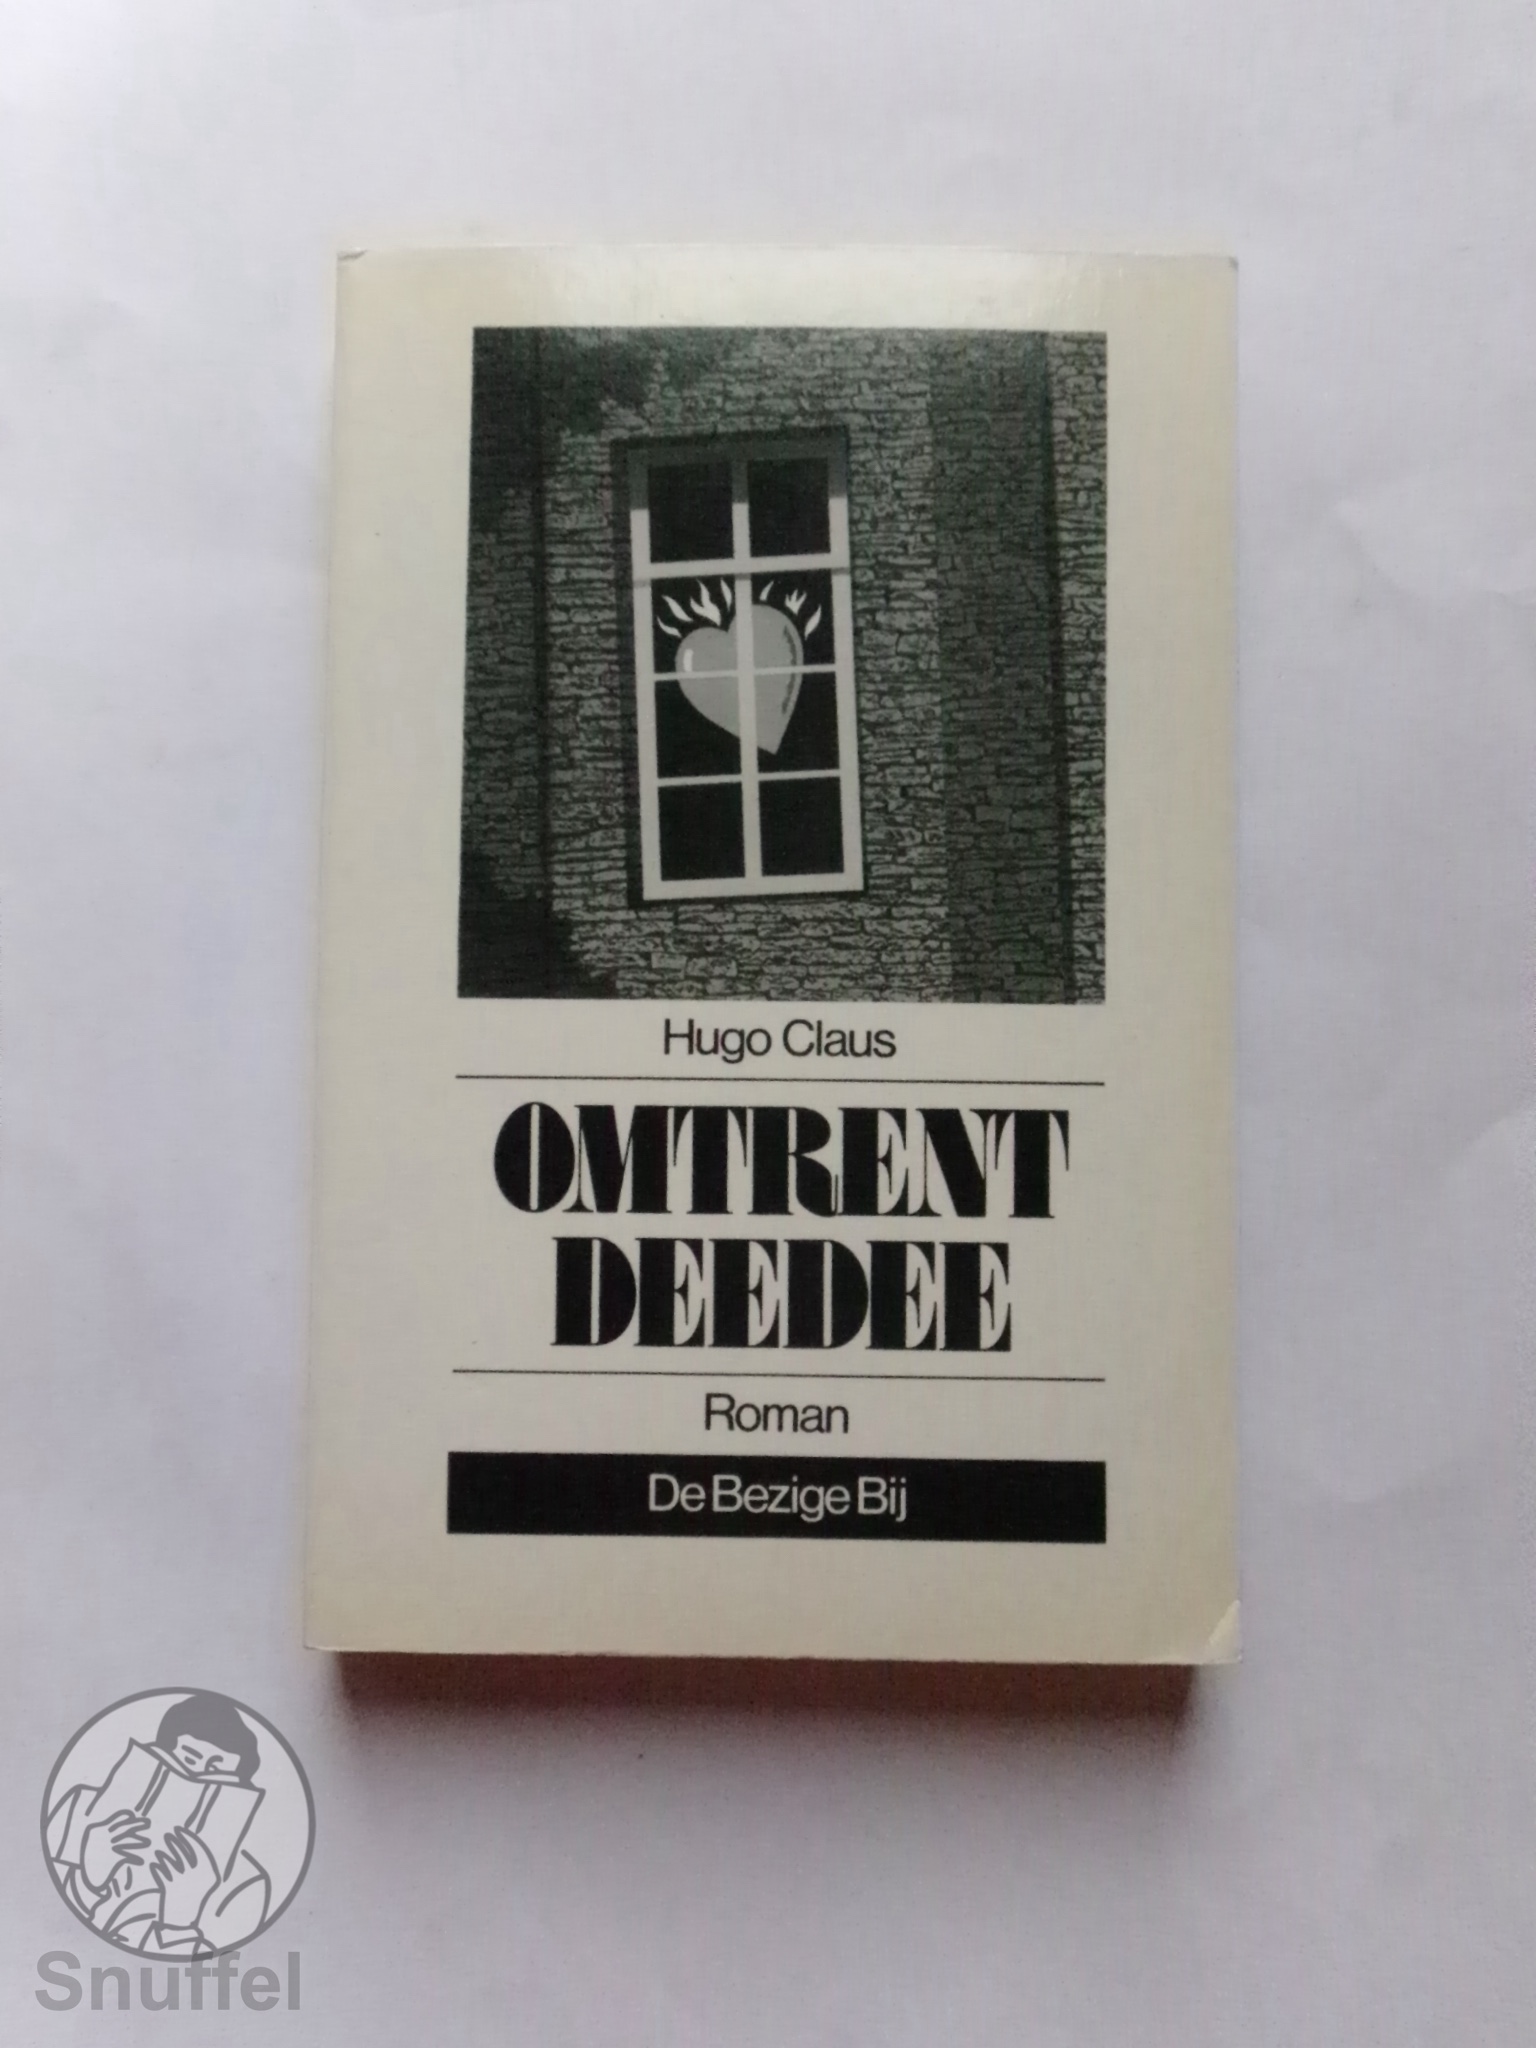 Hugo Claus
OMTRENT
DEEDEE
Roman
De Bezige Bij
Snuffel